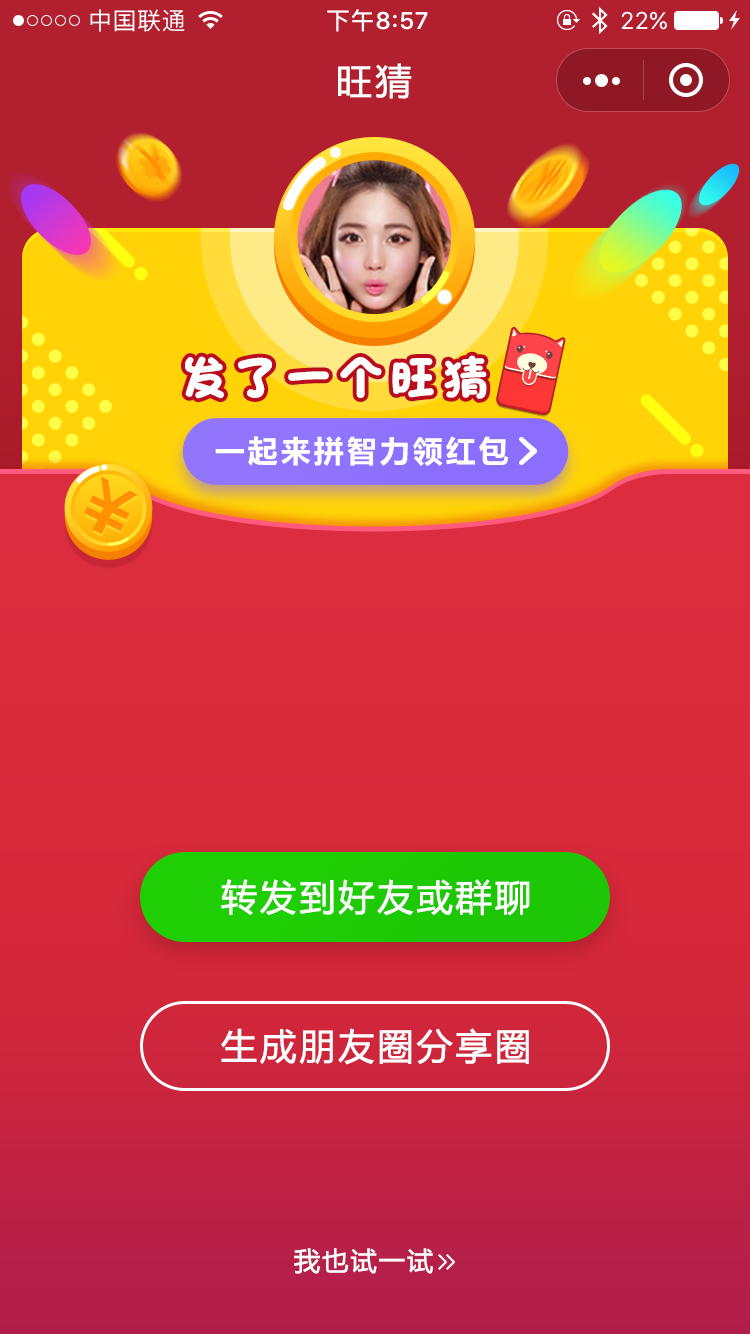 中国联通
下午8:57
22%
旺猜
发了一个旺猜
一起来拼智力领红包
转发到好友或群聊
生成朋友圈分享圈
我也试一试»